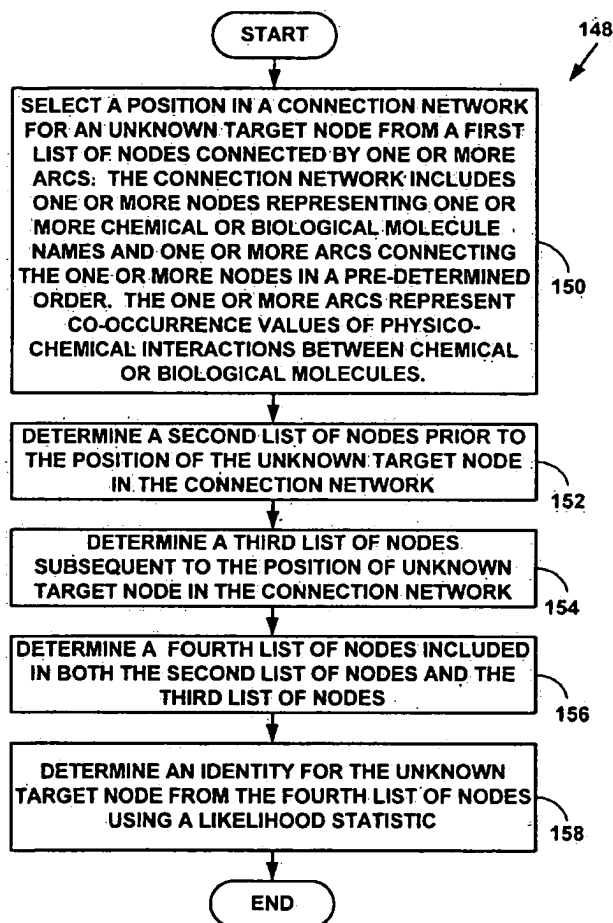 START
148
SELECT A POSITION IN A CONNECTION NETWORK
FOR AN UNKNOWN TARGET NODE FROM A FIRST
LIST OF NODES CONNECTED BY ONE OR MORE
ARCS. THE CONNECTION NETWORK INCLUDES
ONE OR MORE NODES REPRESENTING ONE OR
MORE CHEMICAL OR BIOLOGICAL MOLECULE
NAMES AND ONE OR MORE ARCS CONNECTING
THE ONE OR MORE NODES IN A PRE-DETERMINED
ORDER. THE ONE OR MORE ARCS REPRESENT
CO-OCCURRENCE VALUES OF PHYSICO-
CHEMICAL INTERACTIONS BETWEEN CHEMICAL
OR BIOLOGICAL MOLECULES.
150
DETERMINE A SECOND LIST OF NODES PRIOR TO
THE POSITION OF THE UNKNOWN TARGET NODE
IN THE CONNECTION NETWORK
152
DETERMINE A THIRD LIST OF NODES
SUBSEQUENT TO THE POSITION OF UNKNOWN
TARGET NODE IN THE CONNECTION NETWORK
154
DETERMINE A FOURTH LIST OF NODES INCLUDED
IN BOTH THE SECOND LIST OF NODES AND THE
THIRD LIST OF NODES
156
DETERMINE AN IDENTITY FOR THE UNKNOWN
TARGET NODE FROM THE FOURTH LIST OF NODES
USING A LIKELIHOOD STATISTIC
158
END